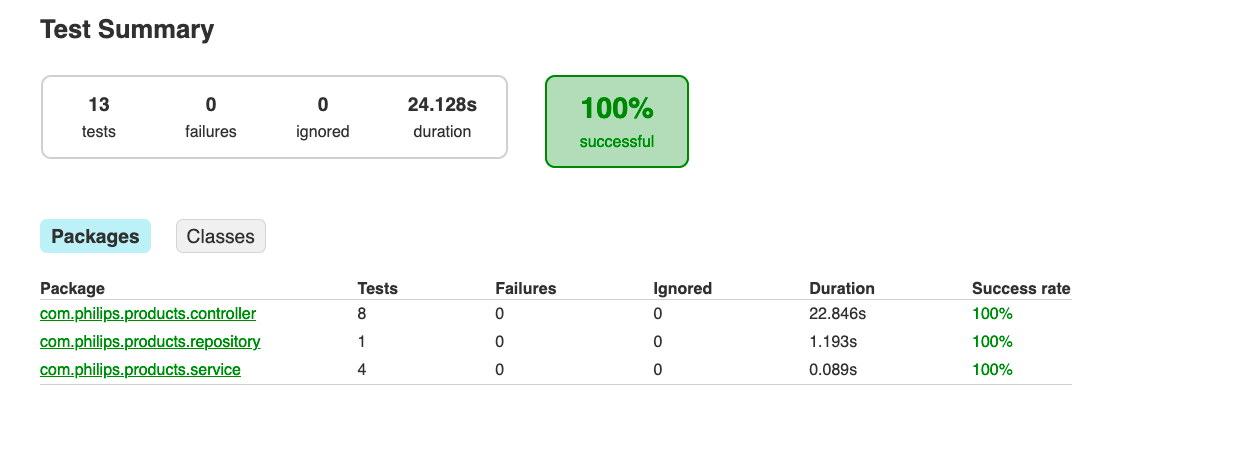 Test Summary
13 0 0 24.128s
tests failures ignored duration
100%
successful
Packages Classes
Package Tests Failures Ignored Duration Success rate
com.philips.products.controller 8 0 0 22.846s 100%
com.philips.products.repository 1 0 0 1.193s 100%
com.philips.products.service 4 0 0 0.089s 100%